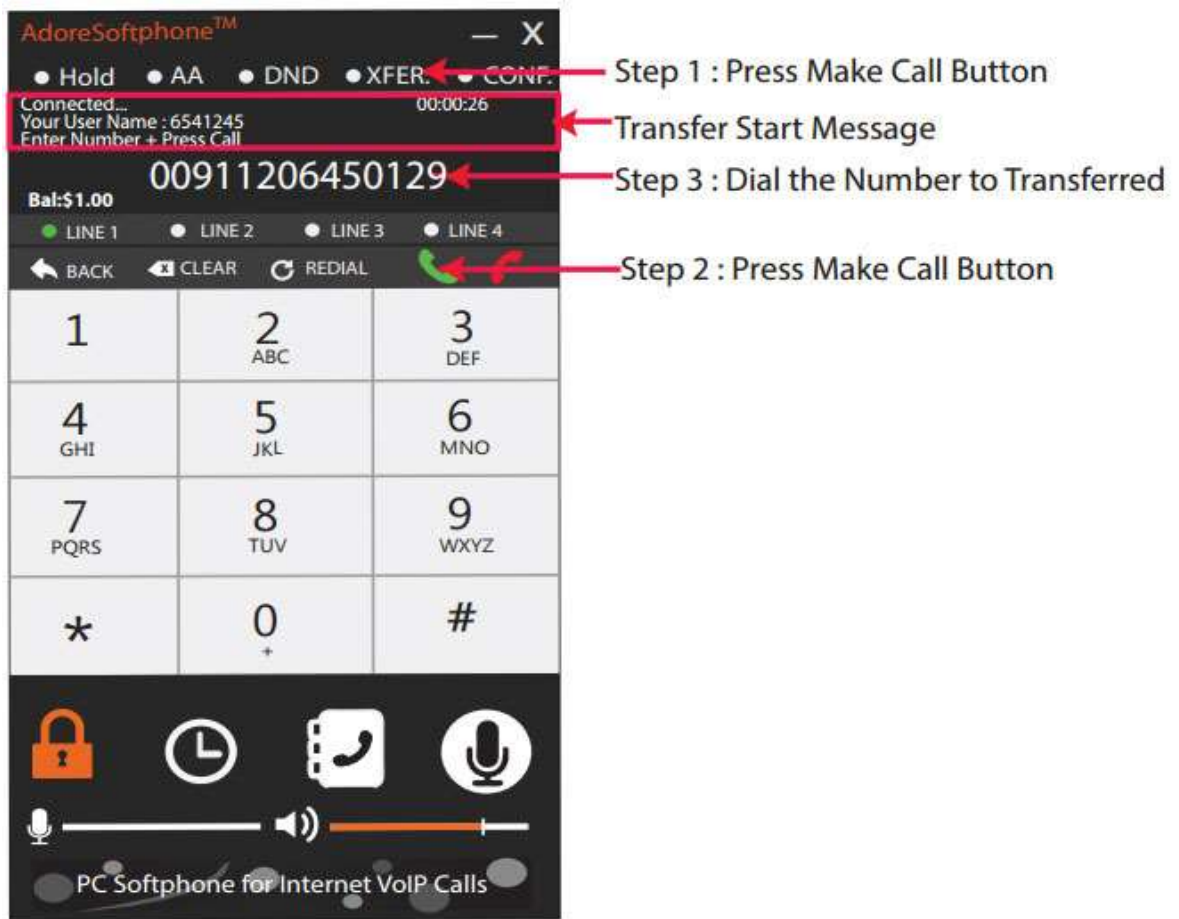 AdoreSoftphone™ — X
Hold AA DND XFER. CONF.
Step 1 : Press Make Call Button
Connected... 00:00:26
Your User Name : 6541245
Enter Number + Press Call
Transfer Start Message
00911206450129
Step 3 : Dial the Number to Transferred
Bal:$1.00
LINE 1 LINE 2 LINE 3 LINE 4
BACK CLEAR REDIAL
Step 2 : Press Make Call Button
1 2 3
ABC DEF
4 5 6
GHI JKL MNO
7 8 9
PQRS TUV WXYZ
* 0 #
+
PC Softphone for Internet VoIP Calls